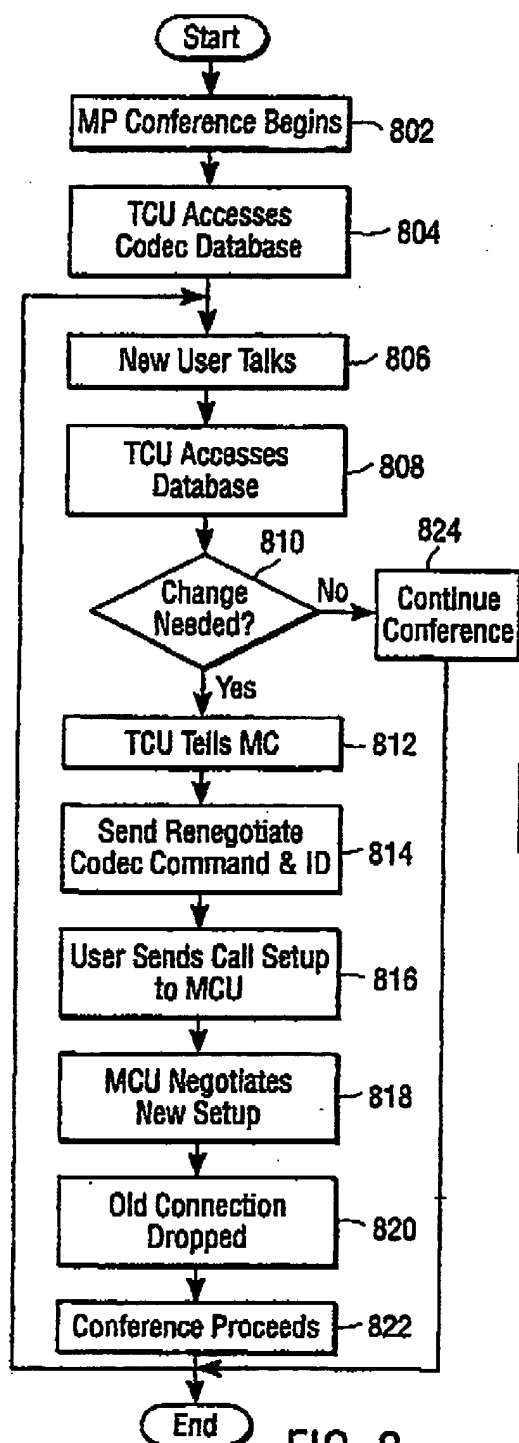 Start
MP Conference Begins
802
TCU Accesses
Codec Database
804
New User Talks
806
TCU Accesses
Database
808
810
Change
Needed?
No
824
Continue
Conference
Yes
TCU Tells MC
812
Send Renegotiate
Codec Command & ID
814
User Sends Call Setup
to MCU
816
MCU Negotiates
New Setup
818
Old Connection
Dropped
820
Conference Proceeds
822
End